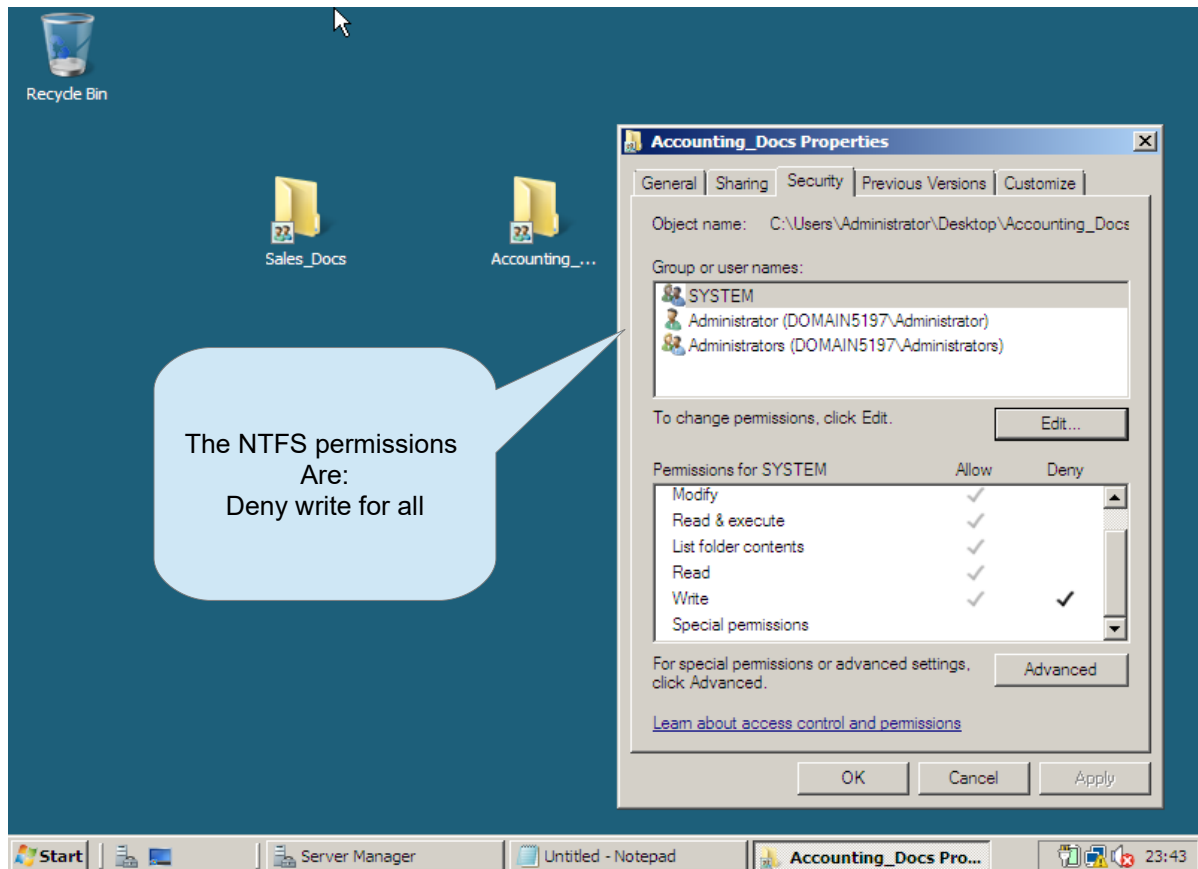 Recycle Bin
Accounting_Docs Properties
General Sharing Security Previous Versions Customize
Object name: C:\Users\Administrator\Desktop\Accounting_Docs
Sales_Docs
Accounting_...
Group or user names:
SYSTEM
Administrator (DOMAIN5197\Administrator)
Administrators (DOMAIN5197\Administrators)
To change permissions, click Edit.
Edit...
The NTFS permissions
Are:
Deny write for all
Permissions for SYSTEM Allow Deny
Modify
Read & execute
List folder contents
Read
Write
Special permissions
For special permissions or advanced settings,
click Advanced.
Advanced
Learn about access control and permissions
OK Cancel Apply
Start Server Manager Untitled - Notepad Accounting_Docs Pro... 23:43